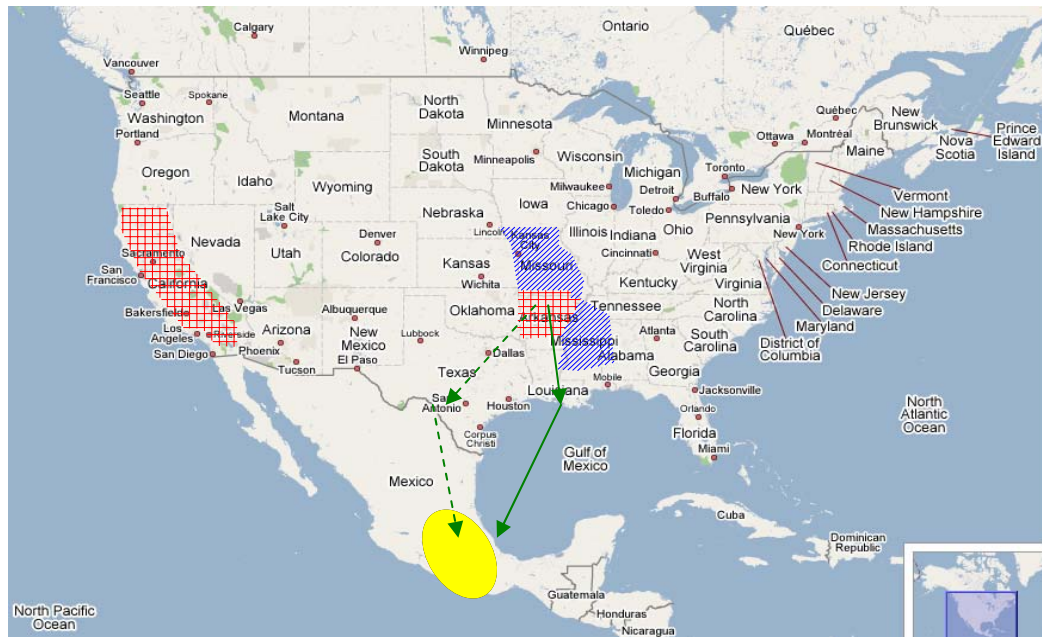 Calgary
Ontario
Québec
Vancouver
Winnipeg
Seattle
Spokane
Washington
Portland
Montana
North
Dakota
Minnesota
Québec
New
Brunswick
Prince
Edward
Island
Nova
Scotia
Ottawa
Montréal
Maine
Oregon
Idaho
Wyoming
South
Dakota
Minneapolis
Wisconsin
Michigan
Toronto
Milwaukee
Detroit
Buffalo
New York
Vermont
New Hampshire
Massachusetts
Rhode Island
Connecticut
Salt
Lake City
Nebraska
Lincoln
Iowa
Chicago
Toledo
Pennsylvania
New York
Nevada
Utah
Denver
Colorado
Kansas
City
Illinois
Indiana
Ohio
Sacramento
San
Francisco
California
Kansas
Wichita
Missouri
Cincinnati
West
Virginia
Kentucky
Virginia
New Jersey
Delaware
Maryland
District of
Columbia
Bakersfield
Las Vegas
Albuquerque
Oklahoma
Arkansas
Tennessee
North
Carolina
Los
Angeles
Riverside
Arizona
New
Mexico
Lubbock
Mississippi
Alabama
Atlanta
South
Carolina
San Diego
Phoenix
Tucson
El Paso
Dallas
Texas
Georgia
Louisiana
Mobile
Jacksonville
San
Antonio
Houston
Orlando
Florida
Miami
North
Atlantic
Ocean
Corpus
Christi
Gulf of
Mexico
Mexico
Cuba
Dominican
Republic
Guatemala
Honduras
Nicaragua
North Pacific
Ocean